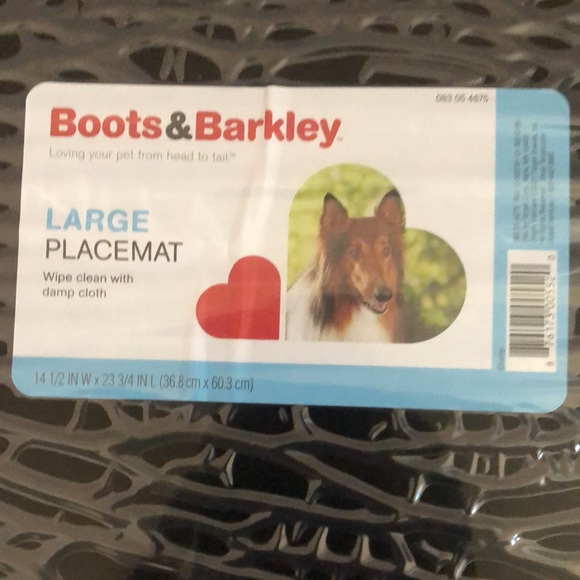 083 05 4675
Boots&Barkley™
Loving your pet from head to tail™
LARGE
PLACEMAT
Wipe clean with
damp cloth
14 1/2 IN W x 23 3/4 IN L (36.8 cm x 60.3 cm)